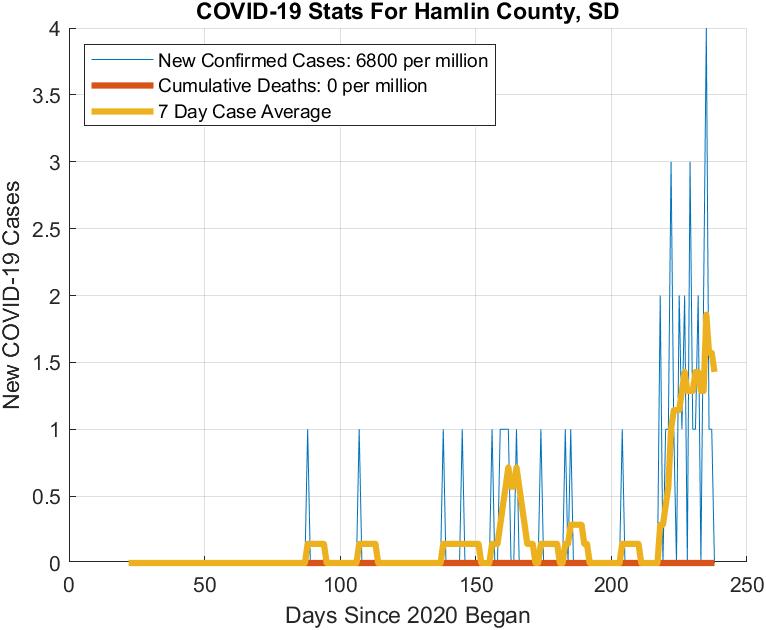 COVID-19 Stats For Hamlin County, SD
New Confirmed Cases: 6800 per million
Cumulative Deaths: 0 per million
7 Day Case Average
New COVID-19 Cases
4
3.5
3
2.5
2
1.5
1
0.5
0
0 50 100 150 200 250
Days Since 2020 Began